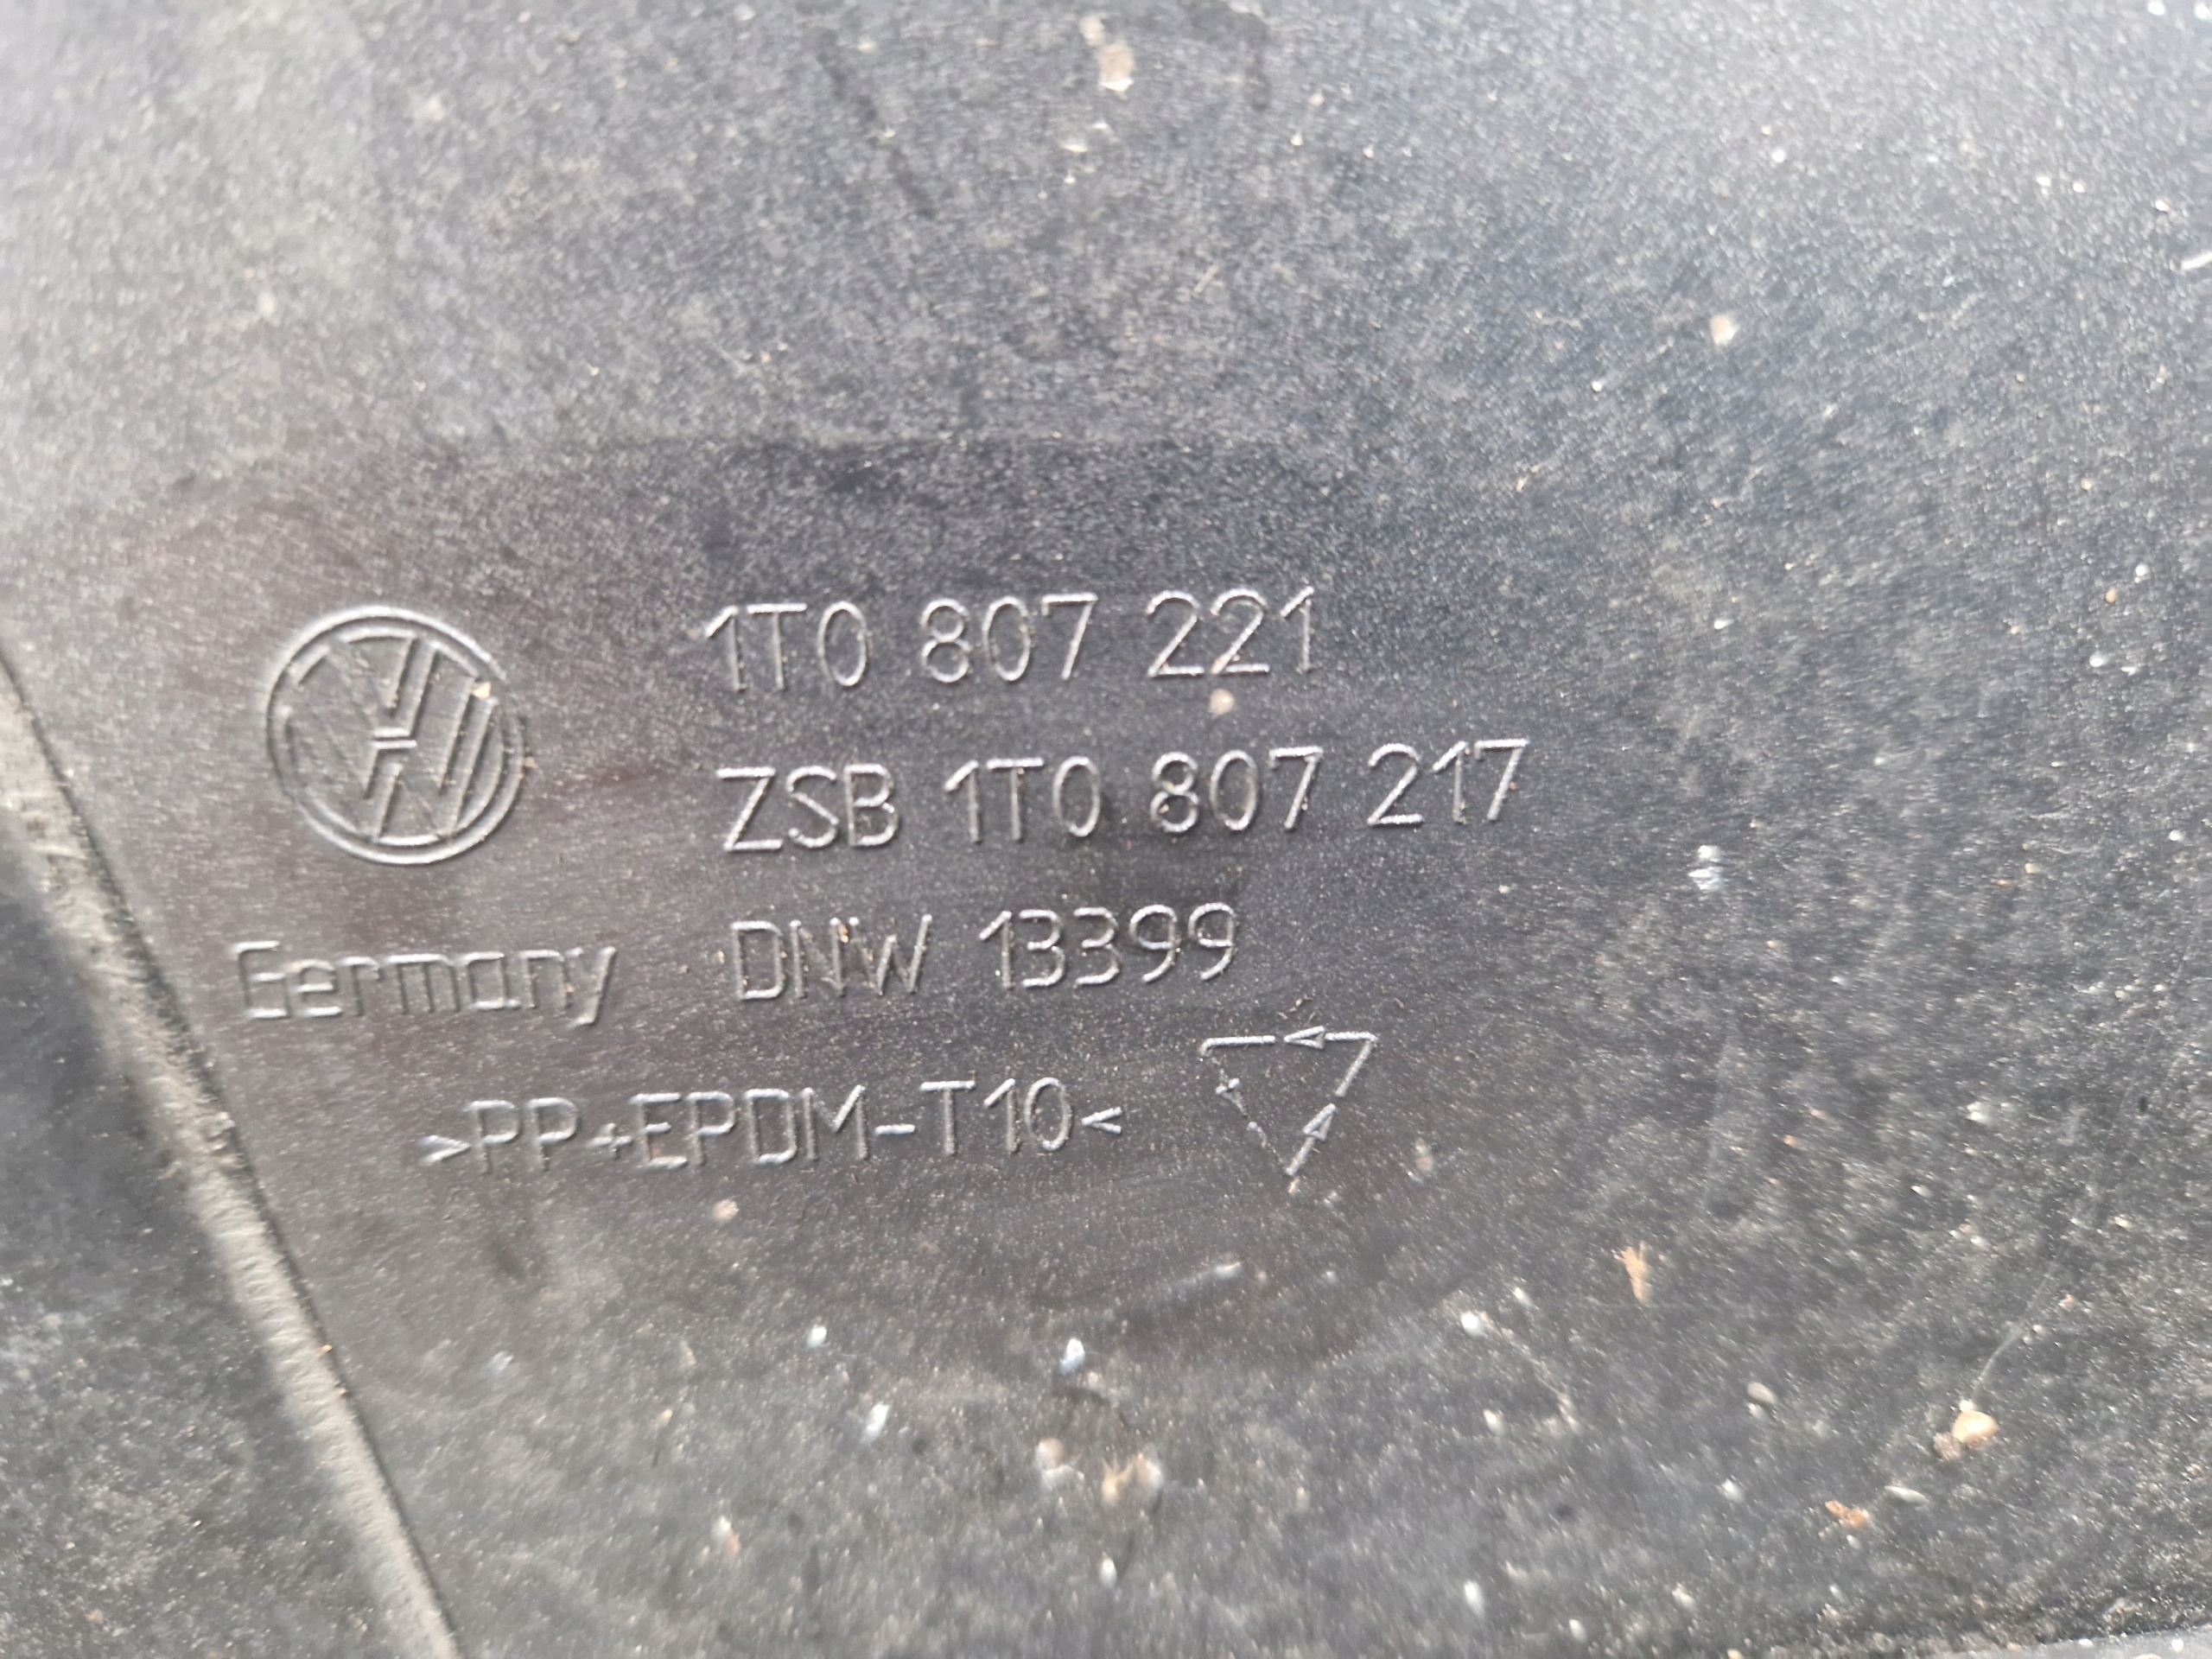 1T0 807 221
ZSB 1T0 807 217
Germany DNW 13399
>PP+EPDM-T10<